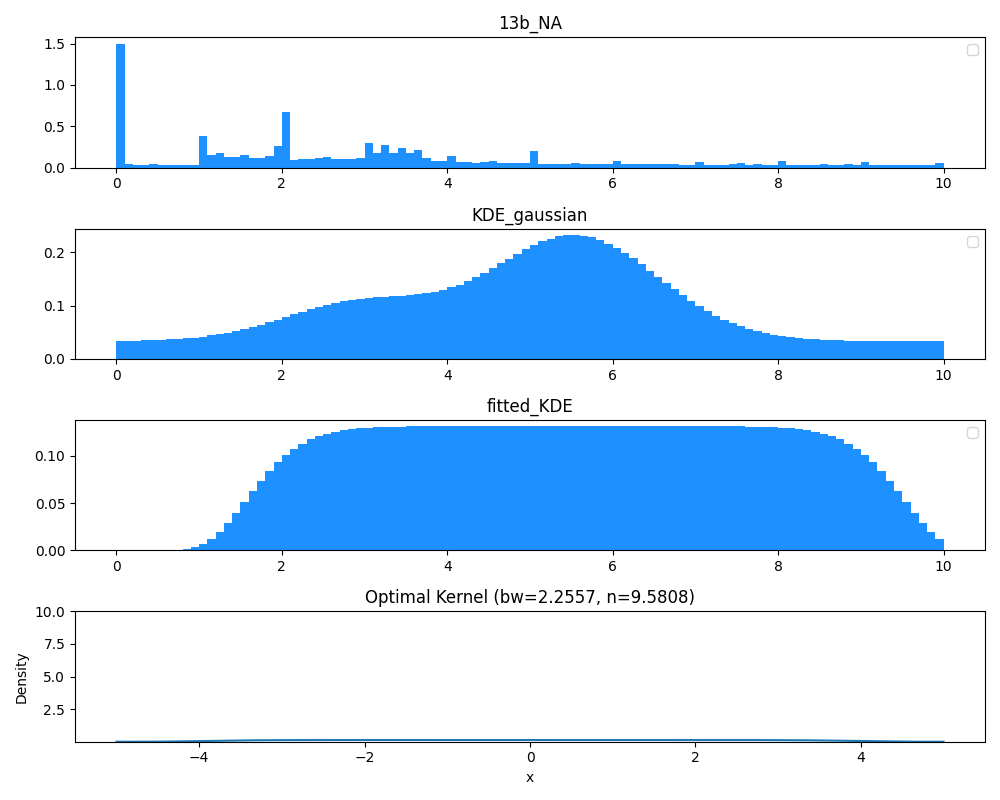 13b_NA
1.5
1.0
0.5
0.0
0 2 4 6 8 10
KDE_gaussian
0.2
0.1
0.0
0 2 4 6 8 10
fitted_KDE
0.10
0.05
0.00
0 2 4 6 8 10
Optimal Kernel (bw=2.2557, n=9.5808)
10.0
7.5
5.0
2.5
Density
−4 −2 0 2 4
x